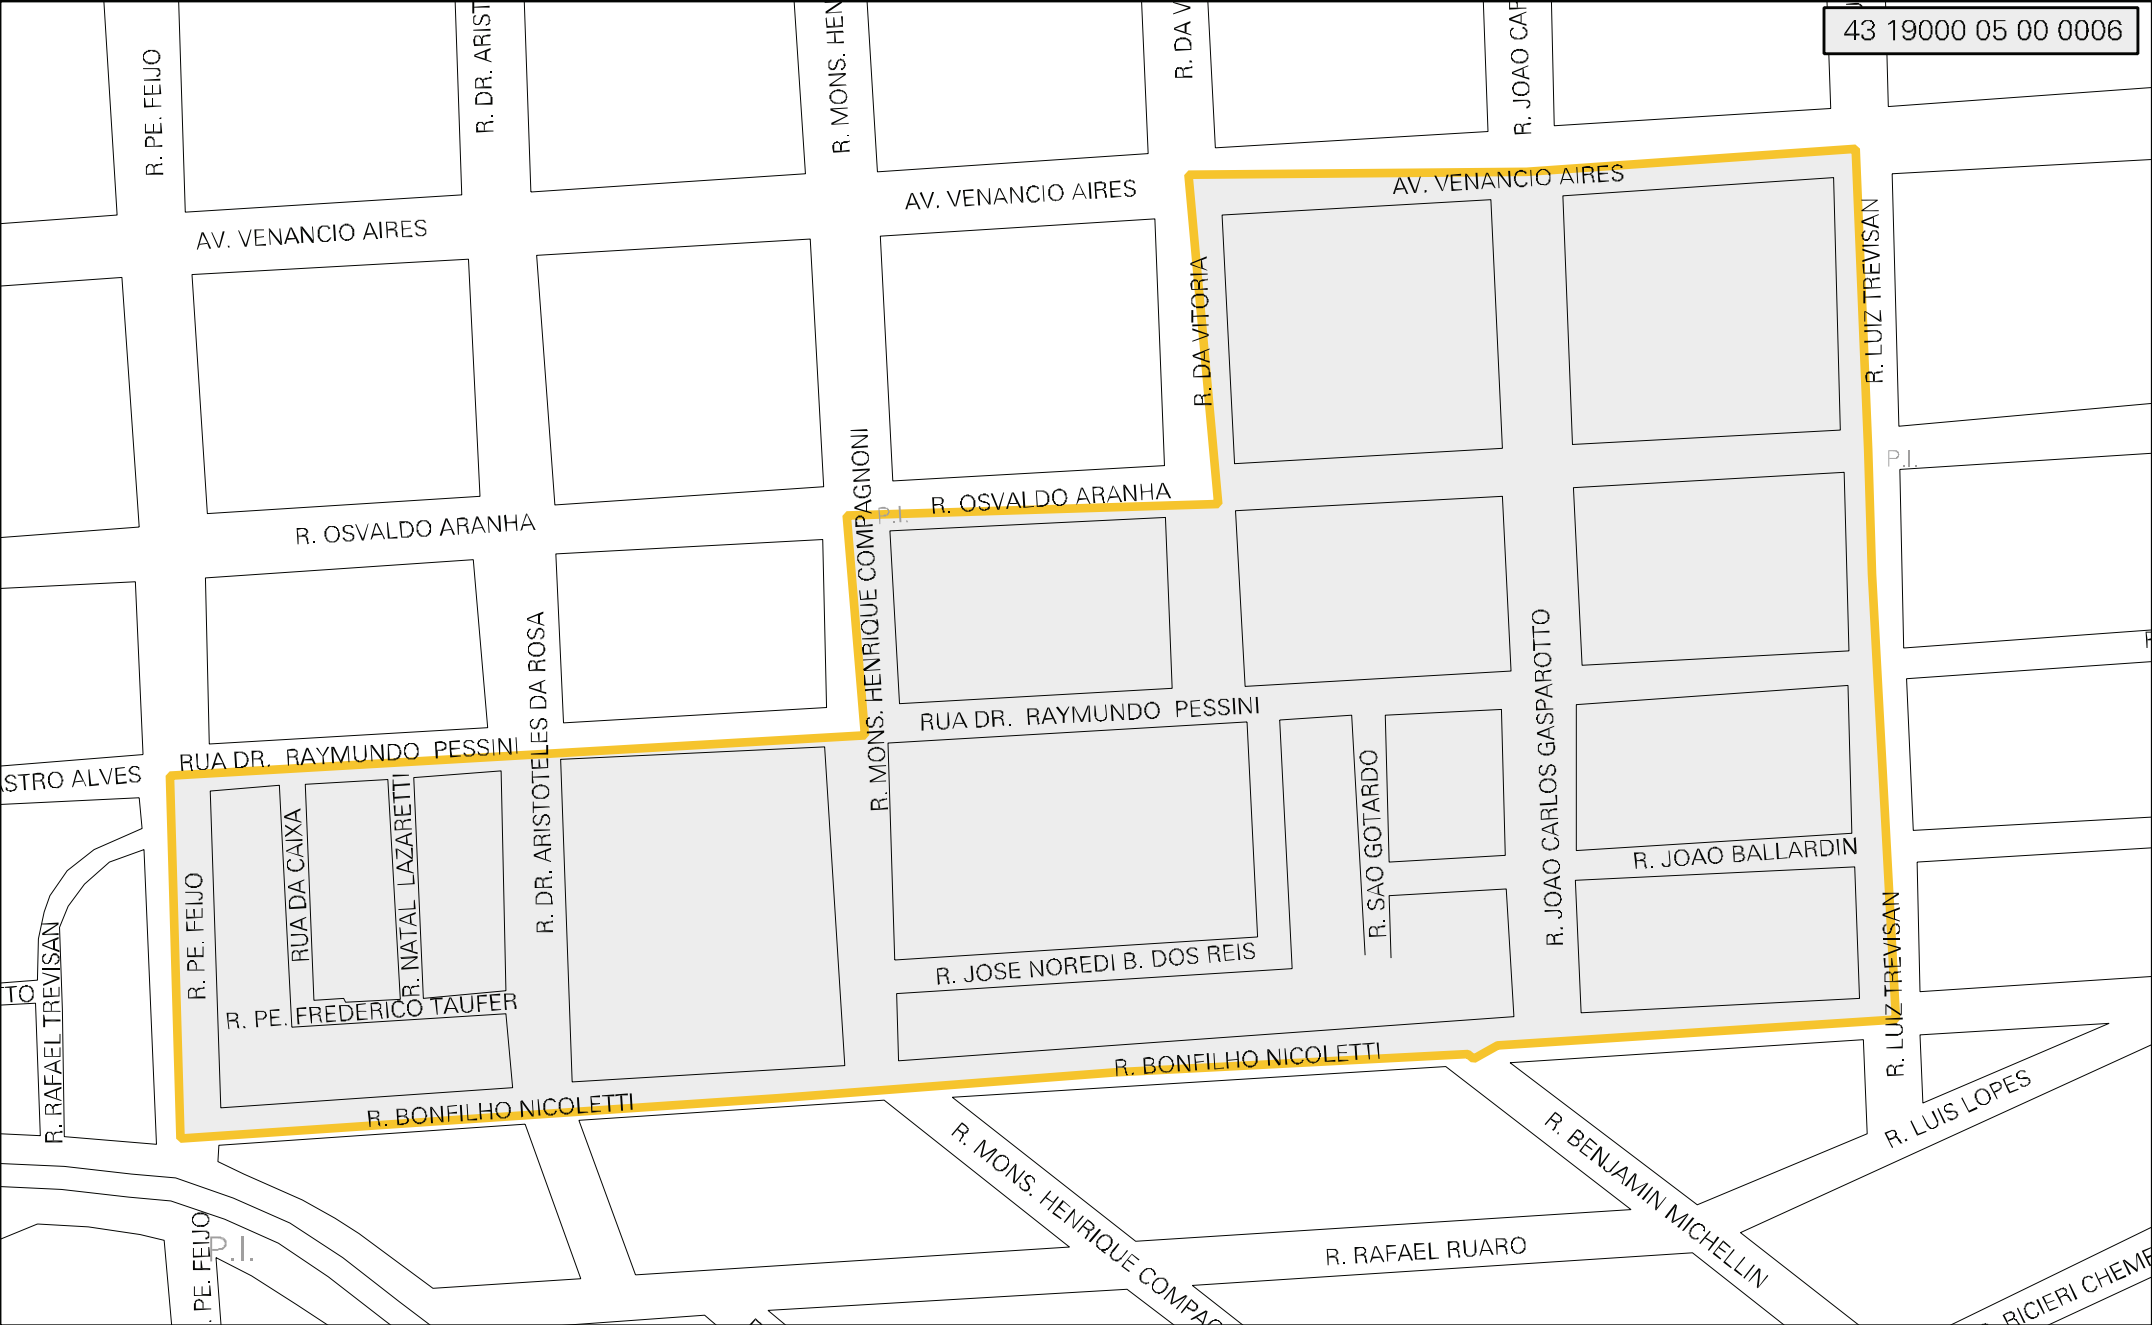 43 19000 05 00 0006
R. PE. FEIJO
R. DR. ARIST
R. MONS. HEN
R. DA V
R. JOAO CAR
AV. VENANCIO AIRES
AV. VENANCIO AIRES
AV. VENANCIO AIRES
R. DA VITORIA
R. LUIZ TREVISAN
P.I.
R. OSVALDO ARANHA
R. OSVALDO ARANHA
P.I.
R. MONS. HENRIQUE COMPAGNONI
R. DR. ARISTOTELES DA ROSA
R. JOAO CARLOS GASPAROTTO
RUA DR. RAYMUNDO PESSINI
RUA DR. RAYMUNDO PESSINI
ASTRO ALVES
R. SAO GOTARDO
R. JOAO BALLARDIN
R. PE. FEIJO
RUA DA CAIXA
R. NATAL LAZARETTI
R. JOSE NOREDI B. DOS REIS
R. PE. FREDERICO TAUFER
TTO
R. RAFAEL TREVISAN
R. LUIZ TREVISAN
R. BONFILHO NICOLETTI
R. BONFILHO NICOLETTI
R. LUIS LOPES
R. MONS. HENRIQUE COMPAG
R. BENJAMIN MICHELLIN
R. RAFAEL RUARO
. PE. FEIJO
P.I.
RICIERI CHEME